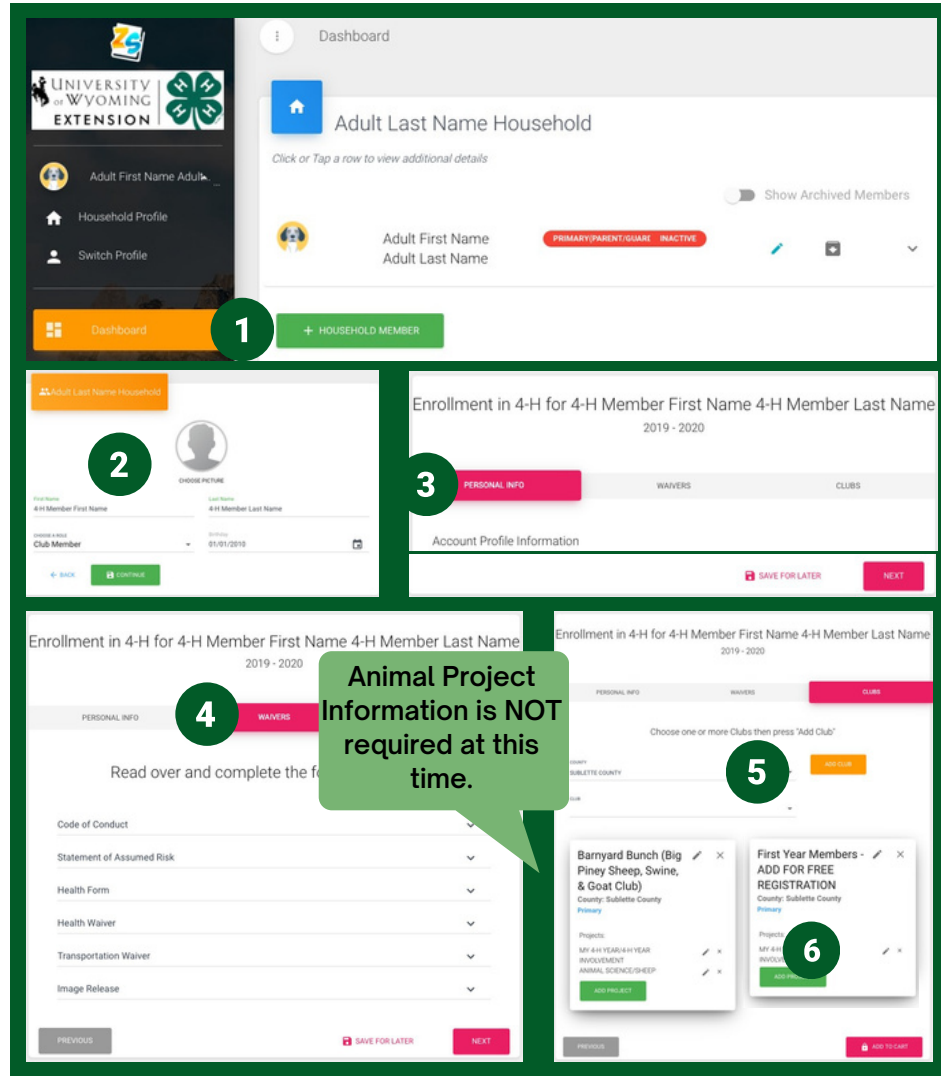 ZS
UNIVERSITY
OF WYOMING
EXTENSION
H H H H
Adult First Name Adult
Household Profile
Switch Profile
Dashboard
Dashboard
Adult Last Name Household
Click or Tap a row to view additional details
Show Archived Members
Adult First Name
Adult Last Name
PRIMARY(PARENT/GUARI INACTIVE
1
+ HOUSEHOLD MEMBER
Adult Last Name Household
2
CHOOSE PICTURE
First Name
4-H Member First Name
Last Name
4-H Member Last Name
CHOOSE A ROLE
Club Member
Birthday
01/01/2010
BACK
CONTINUE
Enrollment in 4-H for 4-H Member First Name 4-H Member Last Name
2019 - 2020
3
PERSONAL INFO
WAIVERS
CLUBS
Account Profile Information
SAVE FOR LATER
NEXT
Enrollment in 4-H for 4-H Member First Name 4-H Member Last Name
2019 - 2020
PERSONAL INFO
4
WAIVERS
Read over and complete the fo
Code of Conduct
Statement of Assumed Risk
Health Form
Health Waiver
Transportation Waiver
Image Release
PREVIOUS
SAVE FOR LATER
NEXT
Animal Project
Information is NOT
required at this
time.
Enrollment in 4-H for 4-H Member First Name 4-H Member Last Name
2019 - 2020
PERSONAL INFO
WAIVERS
CLUBS
Choose one or more Clubs then press "Add Club"
COUNTY
SUBLETTE COUNTY
5
ADD CLUB
CLUB
Barnyard Bunch (Big
Piney Sheep, Swine,
& Goat Club)
County: Sublette County
Primary
Projects:
MY 4-H YEAR/4-H YEAR
INVOLVEMENT
ANIMAL SCIENCE/SHEEP
ADD PROJECT
First Year Members -
ADD FOR FREE
REGISTRATION
County: Sublette County
Primary
Projects:
MY 4-H
6
ADD
PREVIOUS
ADD TO CART